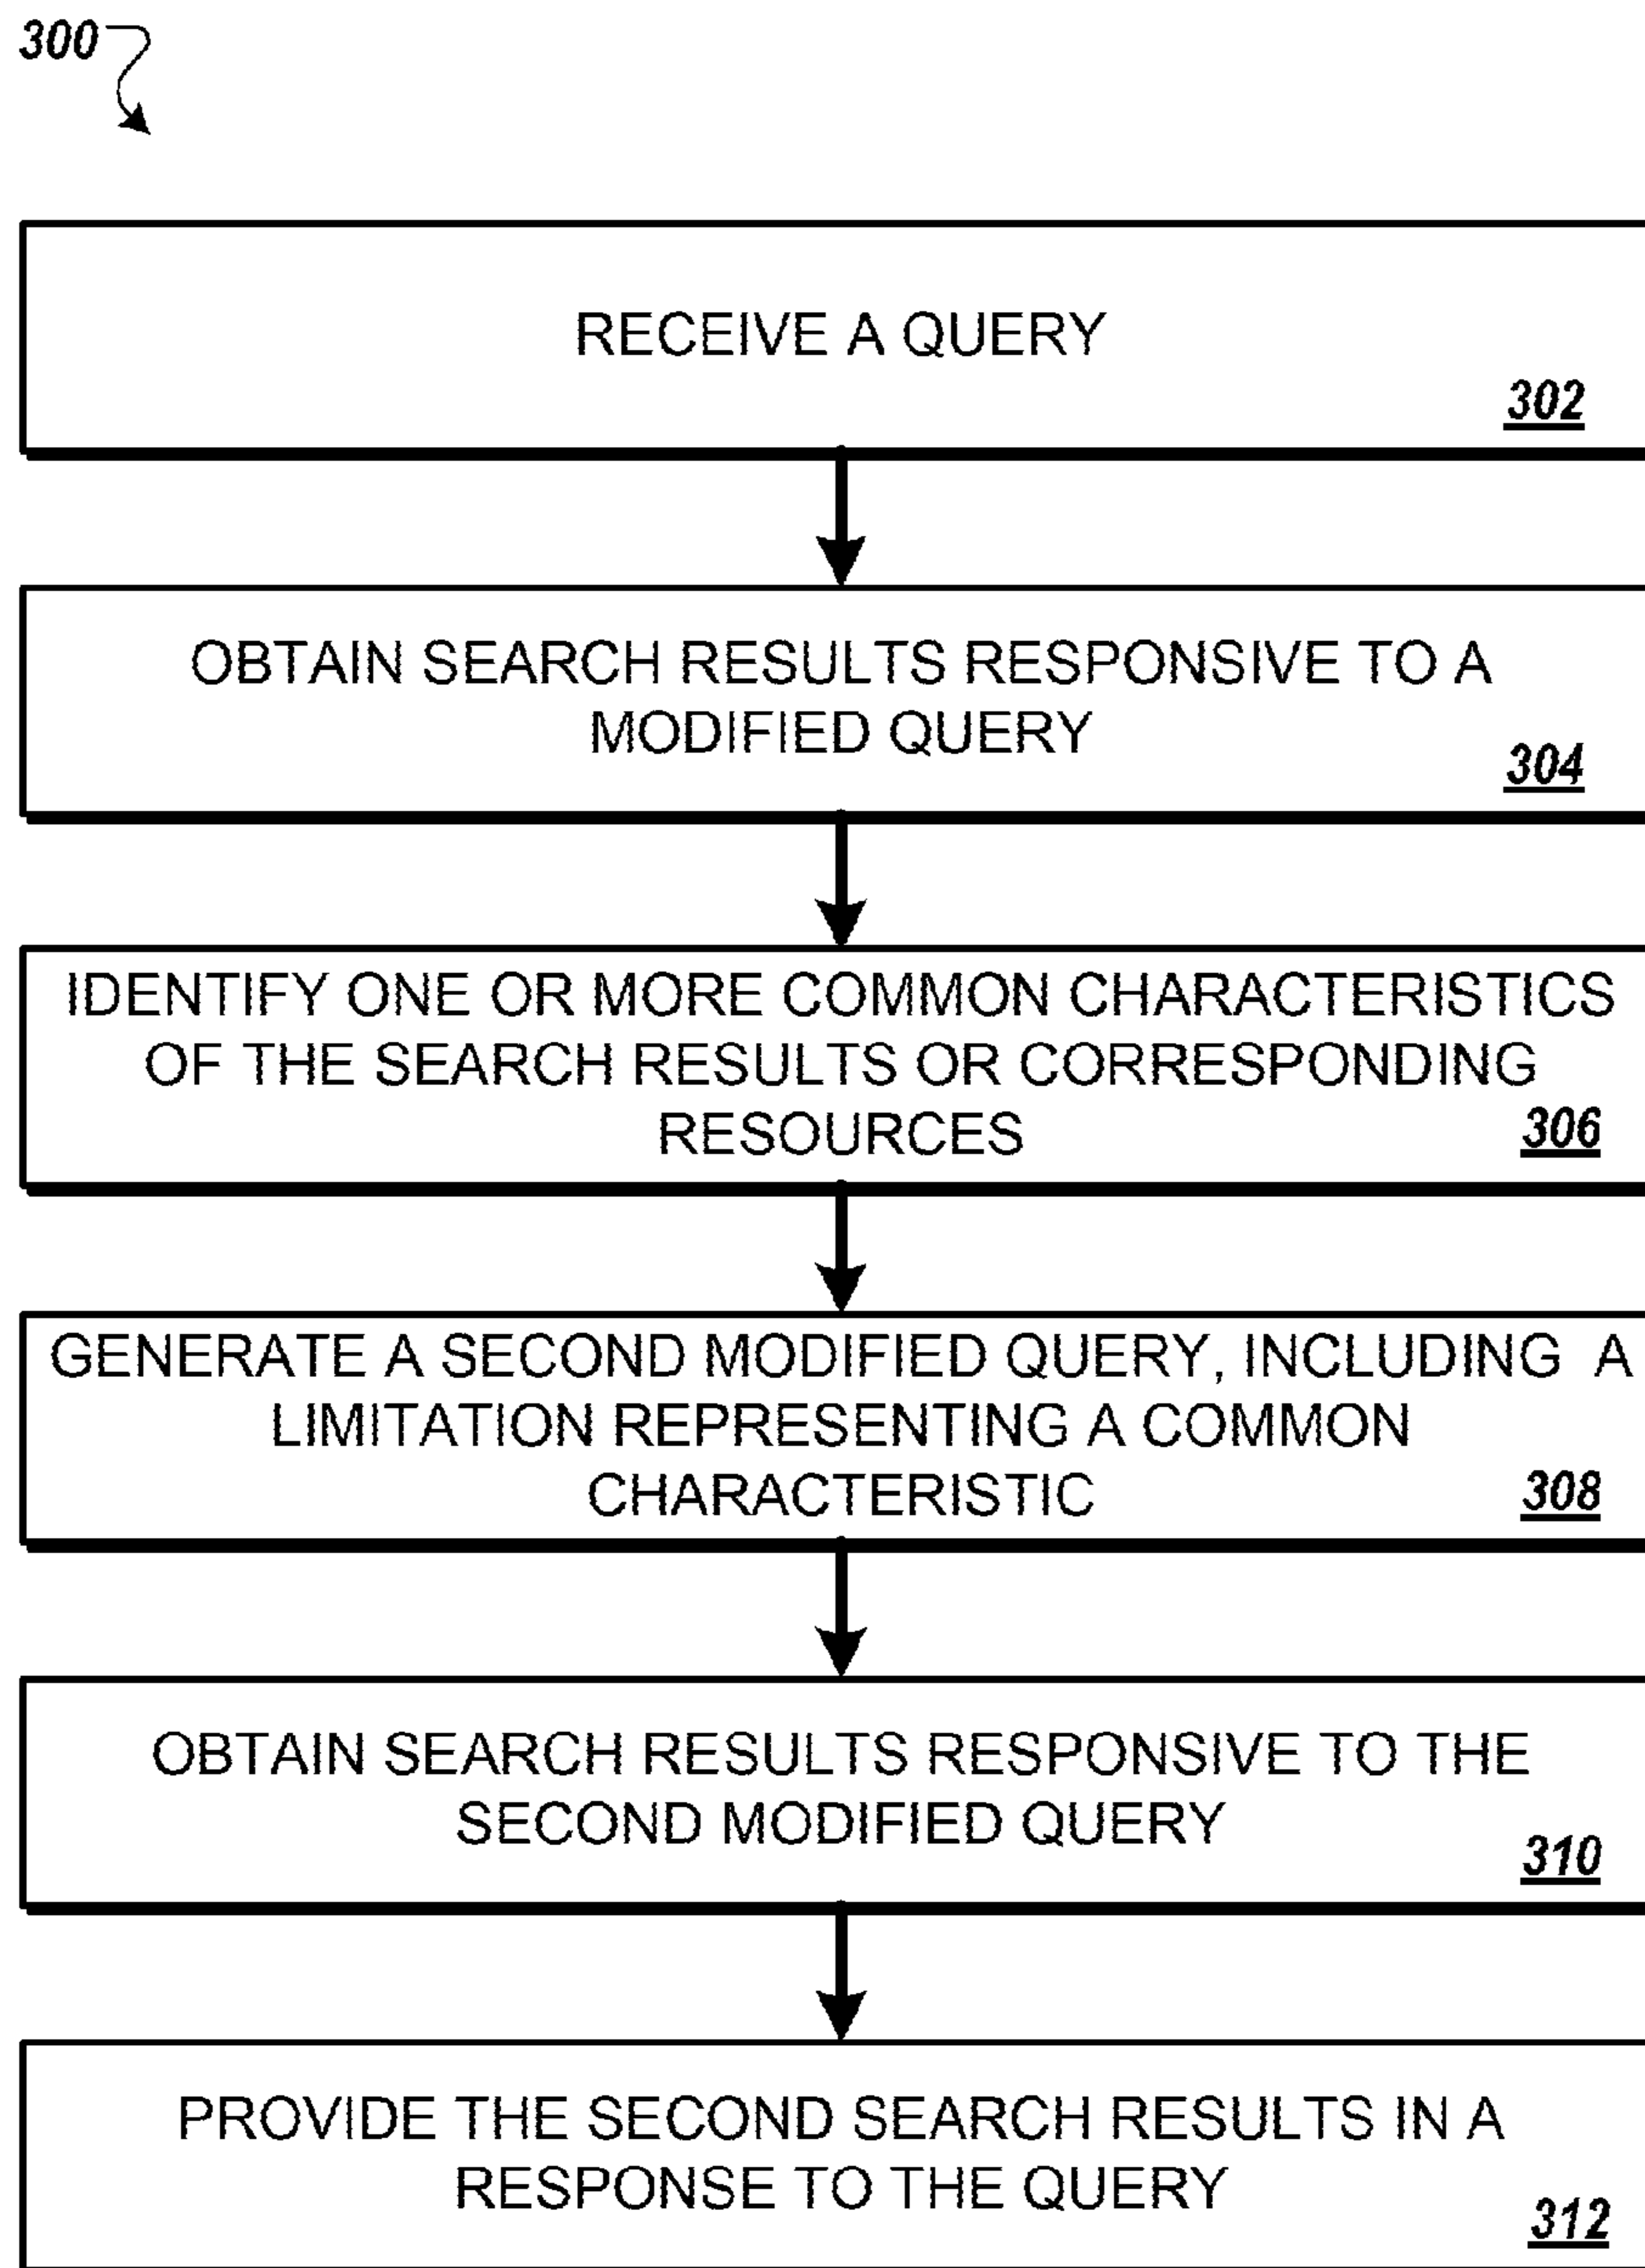 300
RECEIVE A QUERY
302
OBTAIN SEARCH RESULTS RESPONSIVE TO A
MODIFIED QUERY
304
IDENTIFY ONE OR MORE COMMON CHARACTERISTICS
OF THE SEARCH RESULTS OR CORRESPONDING
RESOURCES
306
GENERATE A SECOND MODIFIED QUERY, INCLUDING A
LIMITATION REPRESENTING A COMMON
CHARACTERISTIC
308
OBTAIN SEARCH RESULTS RESPONSIVE TO THE
SECOND MODIFIED QUERY
310
PROVIDE THE SECOND SEARCH RESULTS IN A
RESPONSE TO THE QUERY
312